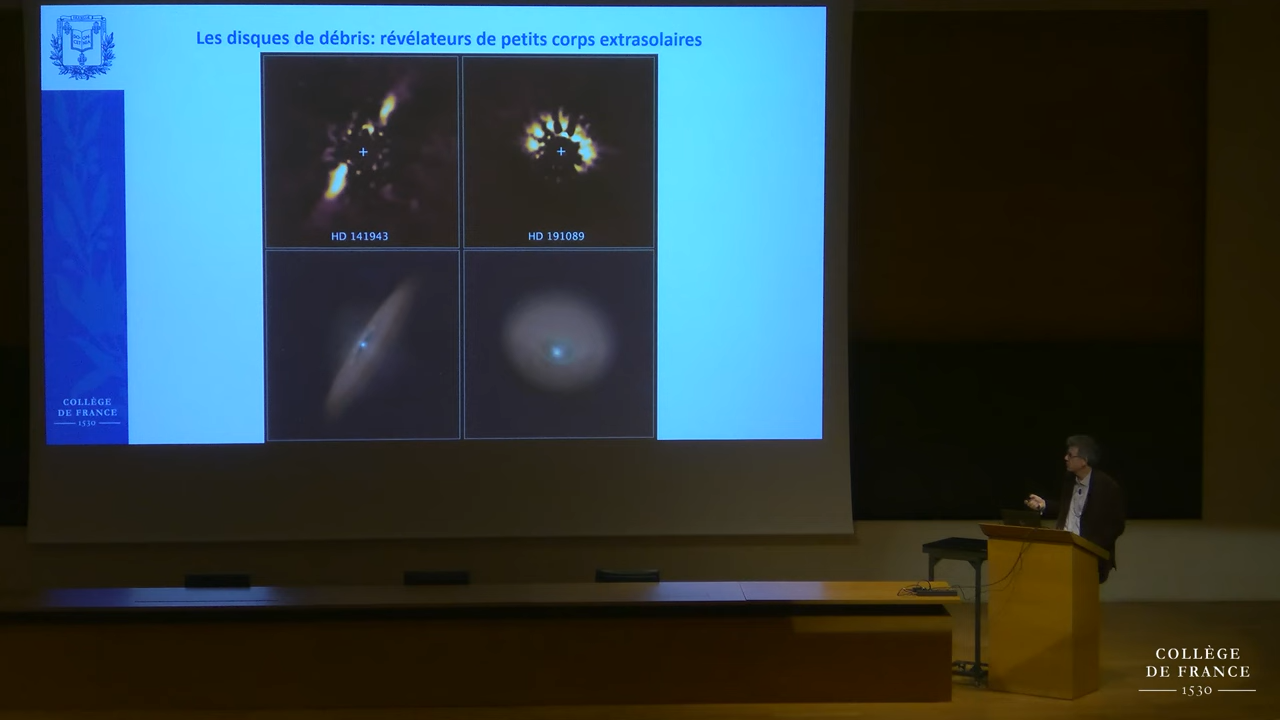 Les disques de débris: révélateurs de petits corps extrasolaires
HD 141943
HD 191089
COLLÈGE
DE FRANCE
1530
COLLÈGE
DE FRANCE
1530